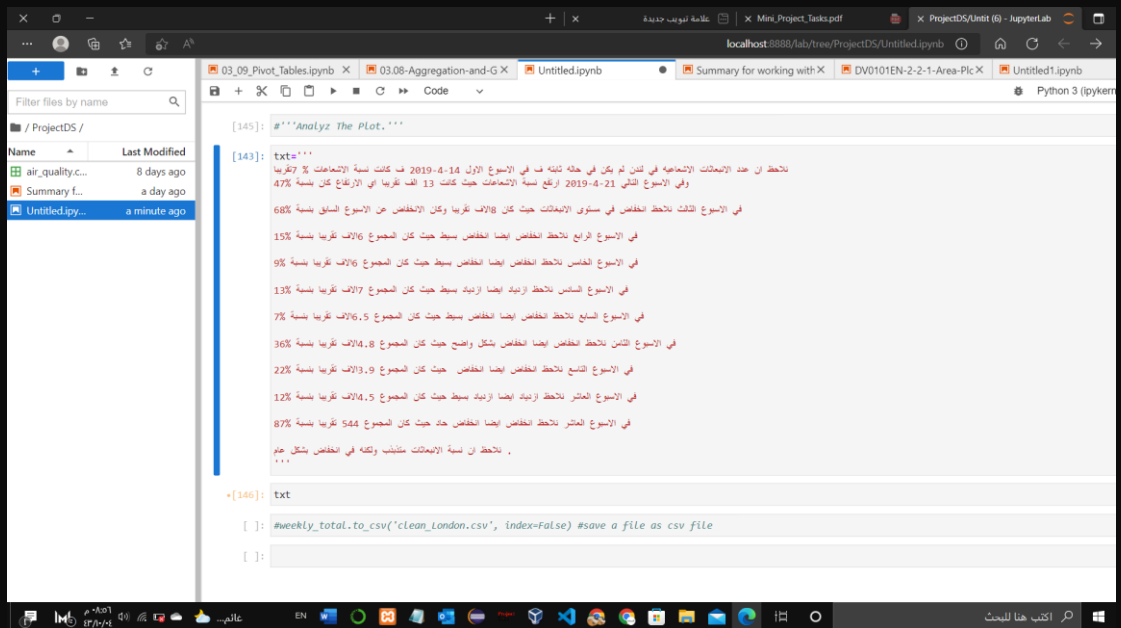 علامة تبويب جديدة
Mini_Project_Tasks.pdf
ProjectDS/Untit (6) - JupyterLab
localhost:8888/lab/tree/ProjectDS/Untitled.ipynb
03_09_Pivot_Tables.ipynb
03.08-Aggregation-and-G
Untitled.ipynb
Summary for working with
DV0101EN-2-2-1-Area-Plc
Untitled1.ipynb
Filter files by name
Code
Python 3 (ipykern
/ ProjectDS /
Name
Last Modified
air_quality.c...
8 days ago
Summary f...
a day ago
Untitled.ipy...
a minute ago
[145]: #'''Analyz The Plot.'''
[143]: txt='''
نلاحظ ان عدد الانبعاثات الاشعاعيه في لندن لم يكن في حاله ثابته ف في الاسبوع الاول 14-4-2019 ف كانت نسبة الاشعاعات % 7تقريبا
وفي الاسبوع التالي 21-4-2019 ارتفع نسبة الاشعاعات حيث كانت 13 الف تقريبا اي الارتفاع كان بنسبة 47%
في الاسبوع الثالث نلاحظ انخفاض في مستوى الانبغاثات حيث كان 8الاف تقريبا وكان الانخفاض عن الاسبوع السابق بنسبة 68%
في الاسبوع الرابع نلاحظ انخفاض ايضا انخفاض بسيط حيث كان المجموع 6الاف تقريبا بنسبة 15%
في الاسبوع الخامس نلاحظ انخفاض ايضا انخفاض بسيط حيث كان المجموع 6الاف تقريبا بنسبة 9%
في الاسبوع السادس نلاحظ ازدياد ايضا ازدياد بسيط حيث كان المجموع 7الاف تقريبا بنسبة 13%
في الاسبوع السابع نلاحظ انخفاض ايضا انخفاض بسيط حيث كان المجموع 6.5الاف تقريبا بنسبة 7%
في الاسبوع الثامن نلاحظ انخفاض ايضا انخفاض بشكل واضح حيث كان المجموع 4.8الاف تقريبا بنسبة 36%
في الاسبوع التاسع نلاحظ انخفاض ايضا انخفاض حيث كان المجموع 3.9الاف تقريبا بنسبة 22%
في الاسبوع العاشر نلاحظ ازدياد ايضا ازدياد بسيط حيث كان المجموع 4.5الاف تقريبا بنسبة 12%
في الاسبوع العاشر نلاحظ انخفاض ايضا انخفاض حاد حيث كان المجموع 544 تقريبا بنسبة 87%
. نلاحظ ان نسبة الانبعاثات متذبذب ولكنه في انخفاض بشكل عام
'''
[146]: txt
[ ]: #weekly_total.to_csv('clean_London.csv', index=False) #save a file as csv file
[ ]:
EN
غائم...
اكتب هنا للبحث